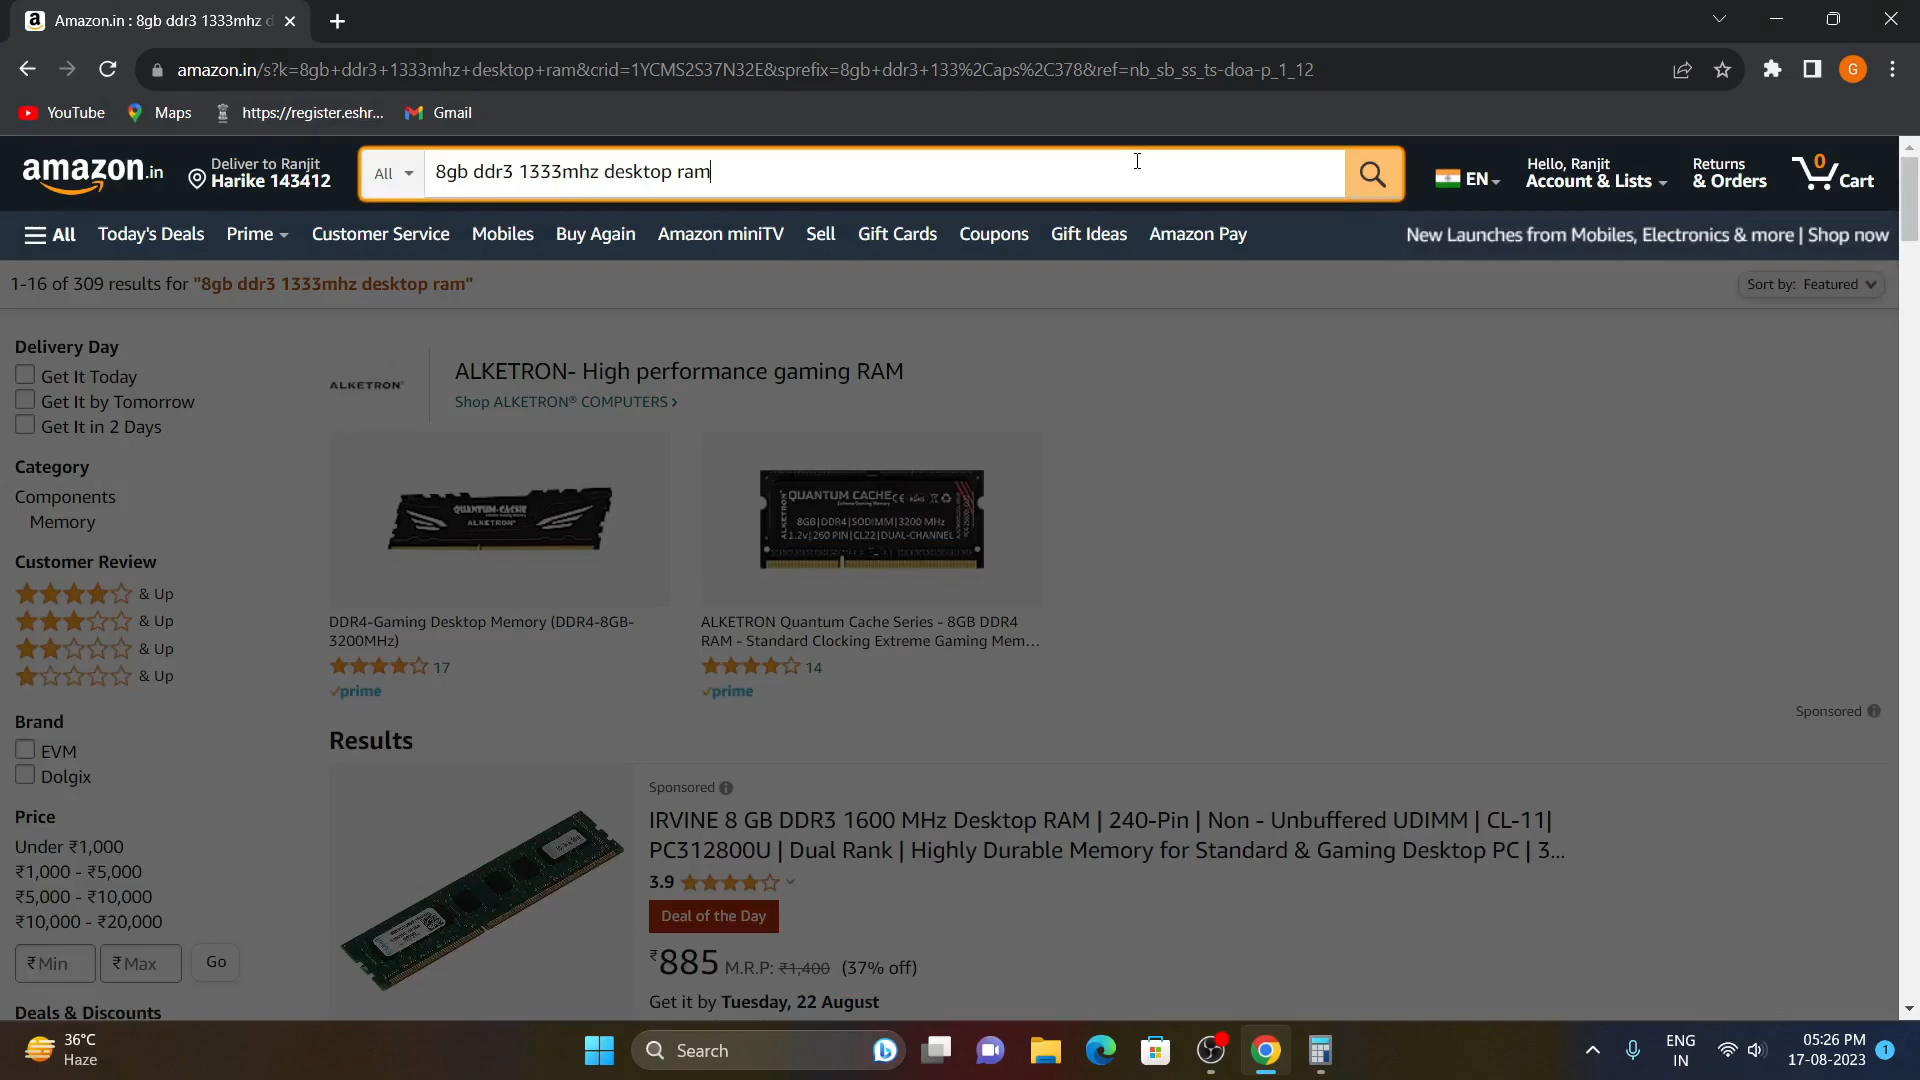 Amazon.in : 8gb ddr3 1333mhz d
amazon.in/s?k=8gb+ddr3+1333mhz+desktop+ram&crid=1YCMS2S37N32E&sprefix=8gb+ddr3+133%2Caps%2C378&ref=nb_sb_ss_ts-doa-p_1_12
G
YouTube Maps https://register.eshr... Gmail
amazon.in
Deliver to Ranjit
Harike 143412
All
8gb ddr3 1333mhz desktop ram
EN
Hello, Ranjit
Account & Lists
Returns
& Orders
0
Cart
All Today's Deals Prime Customer Service Mobiles Buy Again Amazon miniTV Sell Gift Cards Coupons Gift Ideas Amazon Pay
New Launches from Mobiles, Electronics & more | Shop now
1-16 of 309 results for "8gb ddr3 1333mhz desktop ram"
Sort by: Featured
Delivery Day
Get It Today
Get It by Tomorrow
Get It in 2 Days
Category
Components
Memory
Customer Review
& Up
& Up
& Up
& Up
Brand
EVM
Dolgix
Price
Under ₹1,000
₹1,000 - ₹5,000
₹5,000 - ₹10,000
₹10,000 - ₹20,000
₹Min ₹Max Go
Deals & Discounts
ALKETRON
ALKETRON- High performance gaming RAM
Shop ALKETRON® COMPUTERS ›
QUANTUM-CACHE
ALKETRON
QUANTUM CACHE
8GB|DDR4|SODIMM|3200 MHz
1.2v|260 PIN|CL22|DUAL-CHANNEL
DDR4-Gaming Desktop Memory (DDR4-8GB-
3200MHz)
17
prime
ALKETRON Quantum Cache Series - 8GB DDR4
RAM - Standard Clocking Extreme Gaming Mem...
14
prime
Sponsored
Results
Sponsored
IRVINE 8 GB DDR3 1600 MHz Desktop RAM | 240-Pin | Non - Unbuffered UDIMM | CL-11|
PC312800U | Dual Rank | Highly Durable Memory for Standard & Gaming Desktop PC | 3...
3.9
Deal of the Day
₹885 M.R.P: ₹1,400 (37% off)
Get it by Tuesday, 22 August
36°C
Haze
Search
ENG
IN
05:26 PM
17-08-2023
1